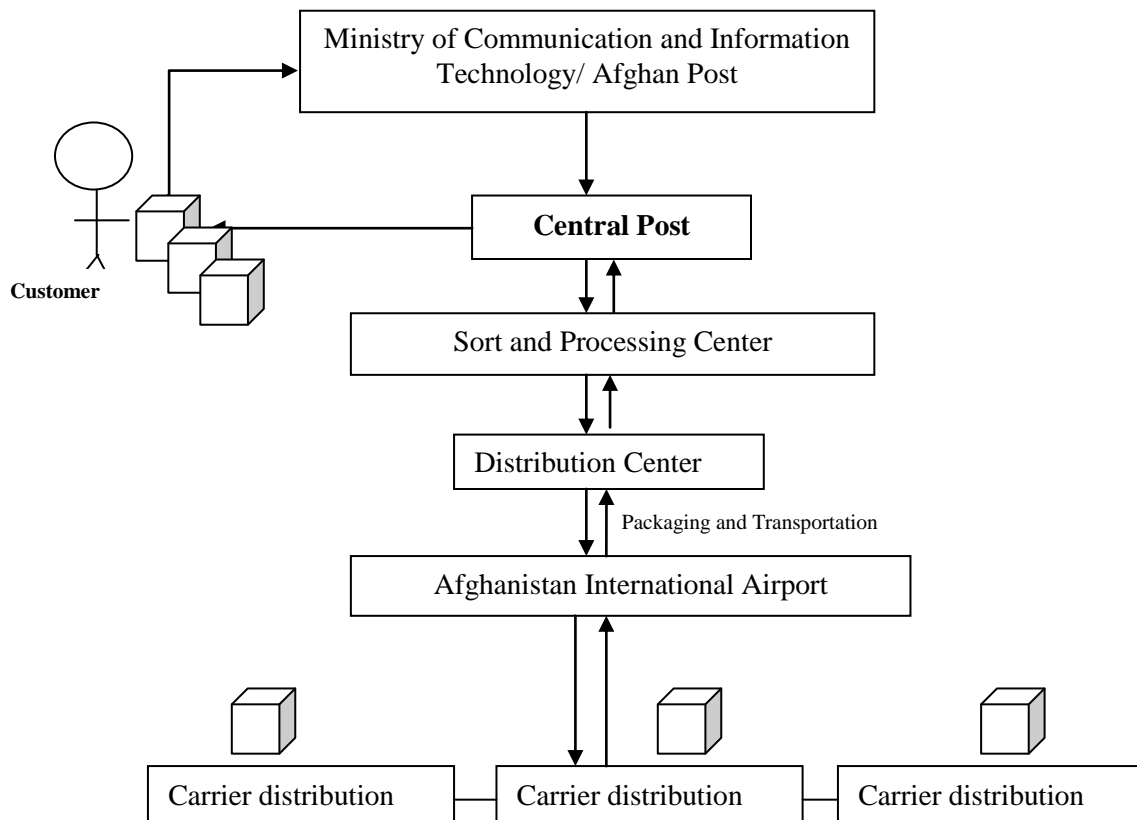 Ministry of Communication and Information
Technology/ Afghan Post
Central Post
Customer
Sort and Processing Center
Distribution Center
Packaging and Transportation
Afghanistan International Airport
Carrier distribution
Carrier distribution
Carrier distribution